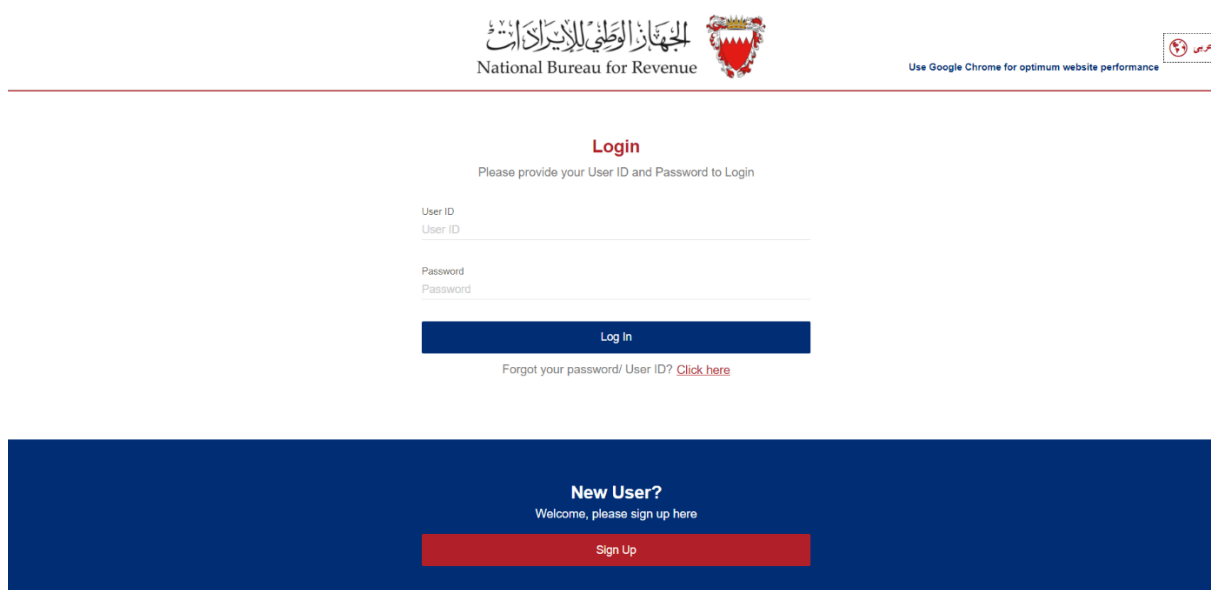 الجهاز الوطني للإيرادات
National Bureau for Revenue
عربي
Use Google Chrome for optimum website performance
Login
Please provide your User ID and Password to Login
User ID
User ID
Password
Password
Log In
Forgot your password/ User ID? Click here
New User?
Welcome, please sign up here
Sign Up